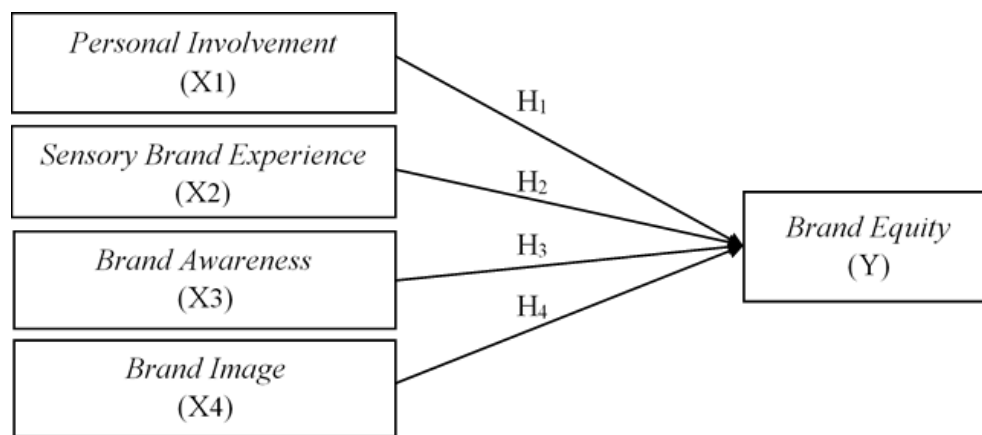 Personal Involvement
(X1)
H₁
Sensory Brand Experience
(X2)
H₂
Brand Equity
(Y)
Brand Awareness
(X3)
H₃
H₄
Brand Image
(X4)